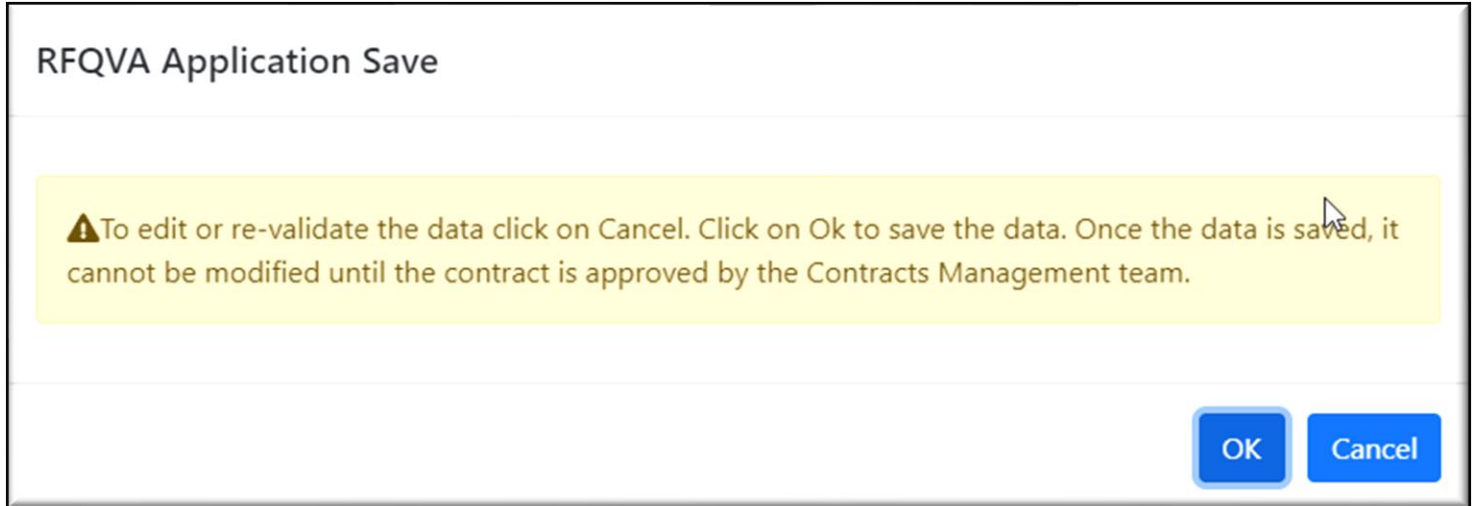 RFQVA Application Save
To edit or re-validate the data click on Cancel. Click on Ok to save the data. Once the data is saved, it
cannot be modified until the contract is approved by the Contracts Management team.
OK
Cancel